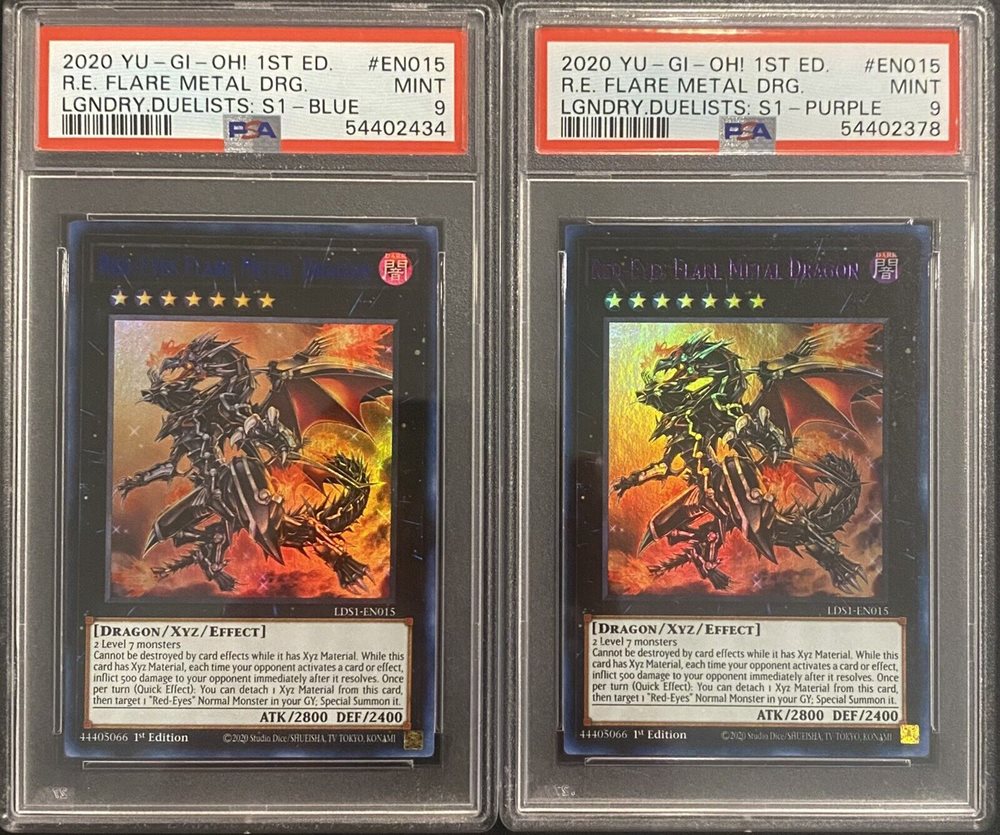 2020 YU-GI-OH! 1ST ED. #EN015
R.E. FLARE METAL DRG. MINT
LGNDRY.DUELISTS: S1-BLUE 9
PSA 54402434
RED-EYES FLARE METAL DRAGON
DARK
闇
LDS1-EN015
[DRAGON/XYZ/EFFECT]
2 Level 7 monsters
Cannot be destroyed by card effects while it has Xyz Material. While this
card has Xyz Material, each time your opponent activates a card or effect,
inflict 500 damage to your opponent immediately after it resolves. Once
per turn (Quick Effect): You can detach 1 Xyz Material from this card,
then target 1 "Red-Eyes" Normal Monster in your GY; Special Summon it.
ATK/2800 DEF/2400
44405066 1st Edition ©2020 Studio Dice/SHUEISHA, TV TOKYO, KONAMI
2020 YU-GI-OH! 1ST ED. #EN015
R.E. FLARE METAL DRG. MINT
LGNDRY.DUELISTS: S1-PURPLE 9
PSA 54402378
RED-EYES FLARE METAL DRAGON
DARK
闇
LDS1-EN015
[DRAGON/XYZ/EFFECT]
2 Level 7 monsters
Cannot be destroyed by card effects while it has Xyz Material. While this
card has Xyz Material, each time your opponent activates a card or effect,
inflict 500 damage to your opponent immediately after it resolves. Once
per turn (Quick Effect): You can detach 1 Xyz Material from this card,
then target 1 "Red-Eyes" Normal Monster in your GY; Special Summon it.
ATK/2800 DEF/2400
44405066 1st Edition ©2020 Studio Dice/SHUEISHA, TV TOKYO, KONAMI